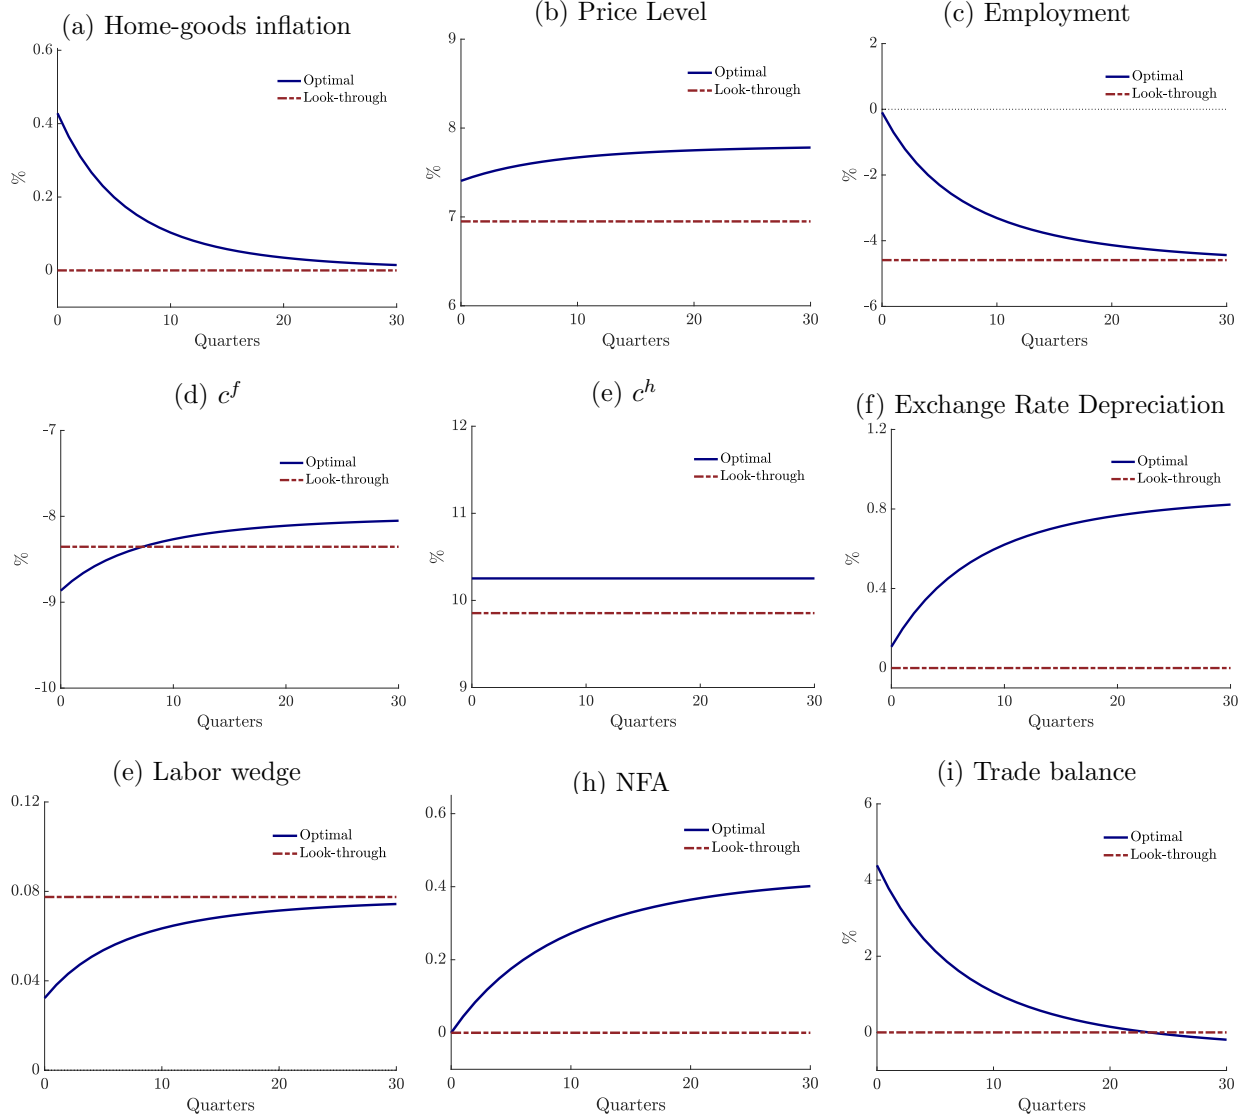 (a) Home-goods inflation
0.6
0.4
0.2
0
%
Optimal
Look-through
0 10 20 30
Quarters
(b) Price Level
9
8
7
6
%
Optimal
Look-through
0 10 20 30
Quarters
(c) Employment
2
0
-2
-4
-6
%
Optimal
Look-through
0 10 20 30
Quarters
(d) c^f
-7
-8
-9
-10
%
Optimal
Look-through
0 10 20 30
Quarters
(e) c^h
12
11
10
9
%
Optimal
Look-through
0 10 20 30
Quarters
(f) Exchange Rate Depreciation
1.2
0.8
0.4
0
%
Optimal
Look-through
0 10 20 30
Quarters
(e) Labor wedge
0.12
0.08
0.04
0
Optimal
Look-through
0 10 20 30
Quarters
(h) NFA
0.6
0.4
0.2
0
Optimal
Look-through
0 10 20 30
Quarters
(i) Trade balance
6
4
2
0
%
Optimal
Look-through
0 10 20 30
Quarters